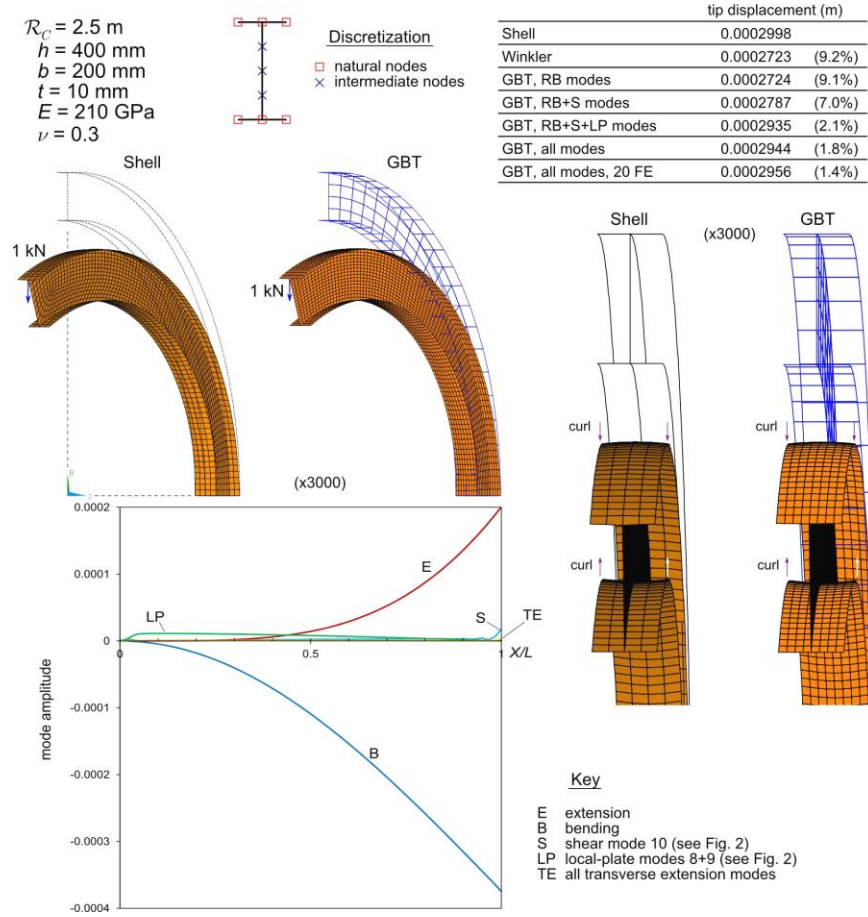 R_C = 2.5 m
h = 400 mm
b = 200 mm
t = 10 mm
E = 210 GPa
ν = 0.3
Discretization
natural nodes
intermediate nodes
tip displacement (m)
Shell 0.0002998
Winkler 0.0002723 (9.2%)
GBT, RB modes 0.0002724 (9.1%)
GBT, RB+S modes 0.0002787 (7.0%)
GBT, RB+S+LP modes 0.0002935 (2.1%)
GBT, all modes 0.0002944 (1.8%)
GBT, all modes, 20 FE 0.0002956 (1.4%)
Shell
GBT
1 kN
1 kN
(x3000)
Shell
(x3000)
GBT
curl
curl
curl
curl
0.0002
0.0001
0
-0.0001
-0.0002
-0.0003
-0.0004
mode amplitude
E
LP
S
TE
B
0
0.5
1
X/L
Key
E extension
B bending
S shear mode 10 (see Fig. 2)
LP local-plate modes 8+9 (see Fig. 2)
TE all transverse extension modes